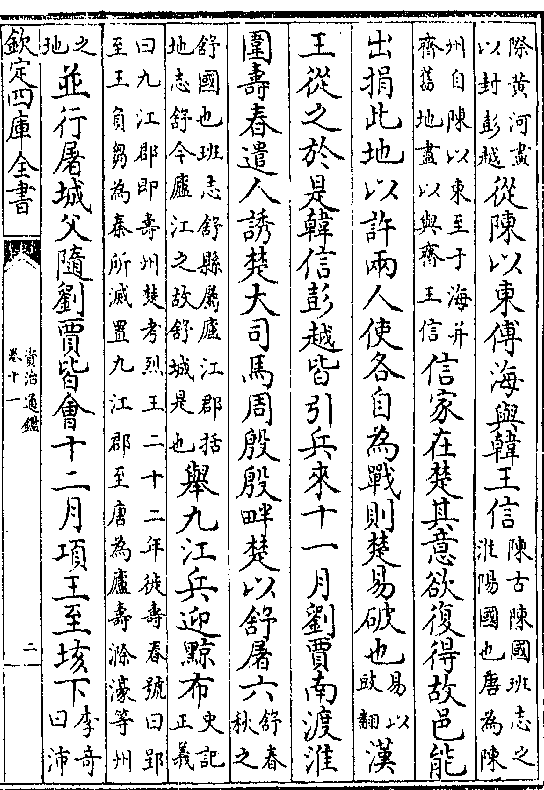 際黄河畫以封彭越從陳以東傅海與韓王信陳古陳國班志之淮陽國也唐為陳
州自陳以東至于海并齊舊地盡以與齊王信信家在楚其意欲復得故邑能
出捐此地以許兩人使各自為戰則楚易破也易以豉翻漢
王從之於是韓信彭越皆引兵來十一月劉賈南渡淮
圍壽春遣人誘楚大司馬周殷殷畔楚以舒屠六舒春秋之
舒國也班志舒縣屬廬江郡括地志舒今廬江之故舒城是也舉九江兵迎黥布史記正義
曰九江郡即壽州楚考烈王二十二年徙壽春號曰郢至王負芻為秦所滅置九江郡至唐為廬壽滁濠等州
之地並行屠城父隨劉賈皆會十二月項王至垓下李奇曰沛
欽定四庫全書
資治通鑑
卷十一
二